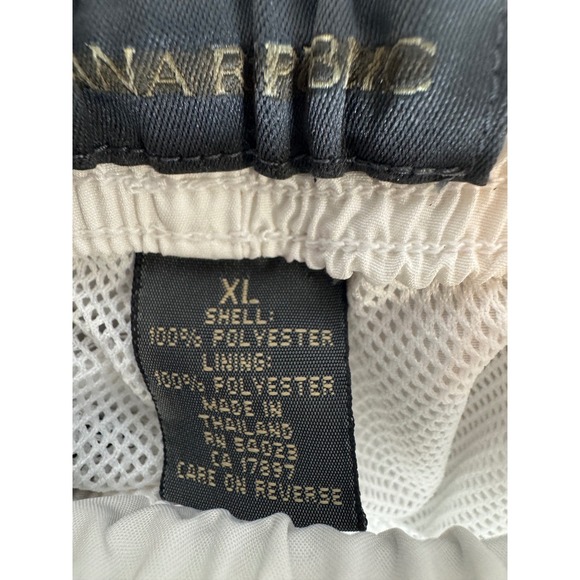 XL
SHELL:
100% POLYESTER
LINING:
100% POLYESTER
MADE IN
THAILAND
RN 54023
CA 17897
CARE ON REVERSE